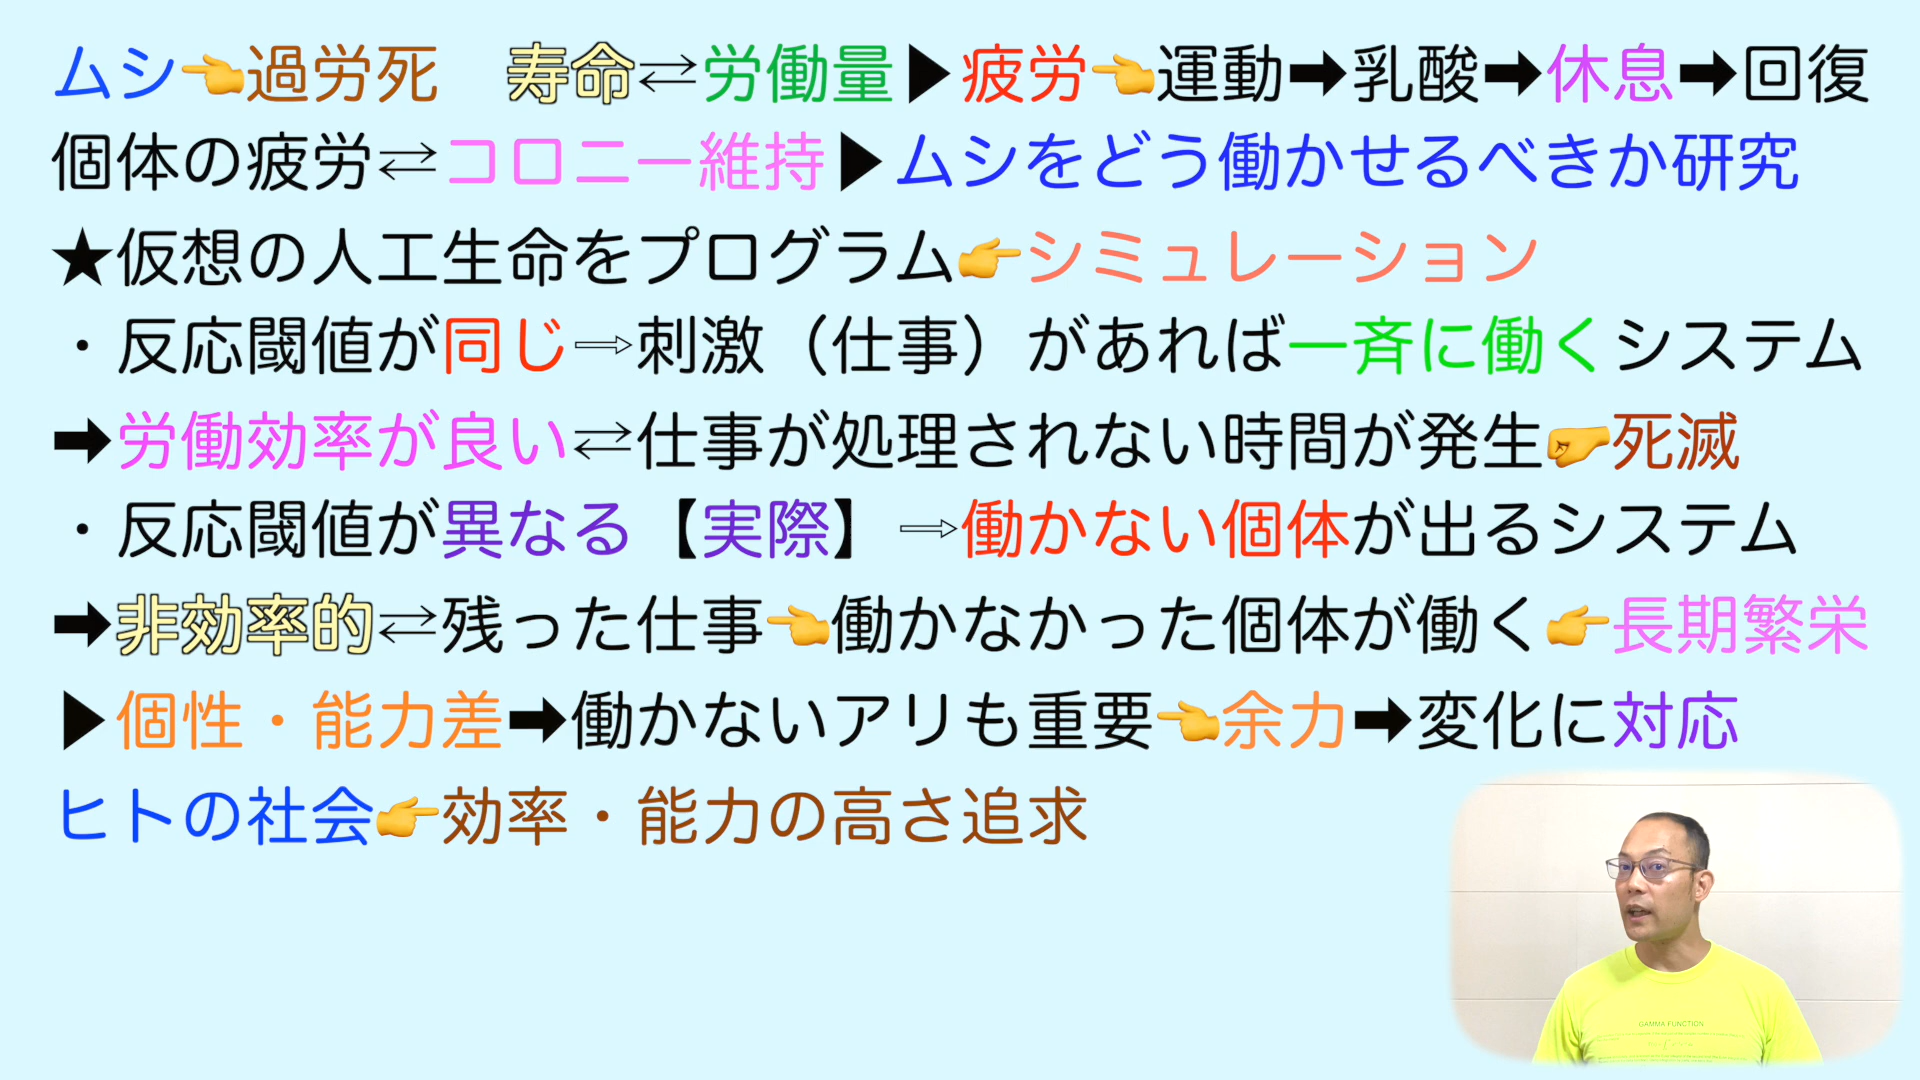 ムシ👈過労死　寿命⇄労働量▶疲労👈運動➡乳酸➡休息➡回復
個体の疲労⇄コロニー維持▶ムシをどう働かせるべきか研究
★仮想の人工生命をプログラム👉シミュレーション
・反応閾値が同じ⇨刺激（仕事）があれば一斉に働くシステム
➡労働効率が良い⇄仕事が処理されない時間が発生🤛死滅
・反応閾値が異なる【実際】⇨働かない個体が出るシステム
➡非効率的⇄残った仕事👈働かなかった個体が働く👉長期繁栄
▶個性・能力差➡働かないアリも重要👈余力➡変化に対応
ヒトの社会👉効率・能力の高さ追求
GAMMA FUNCTION